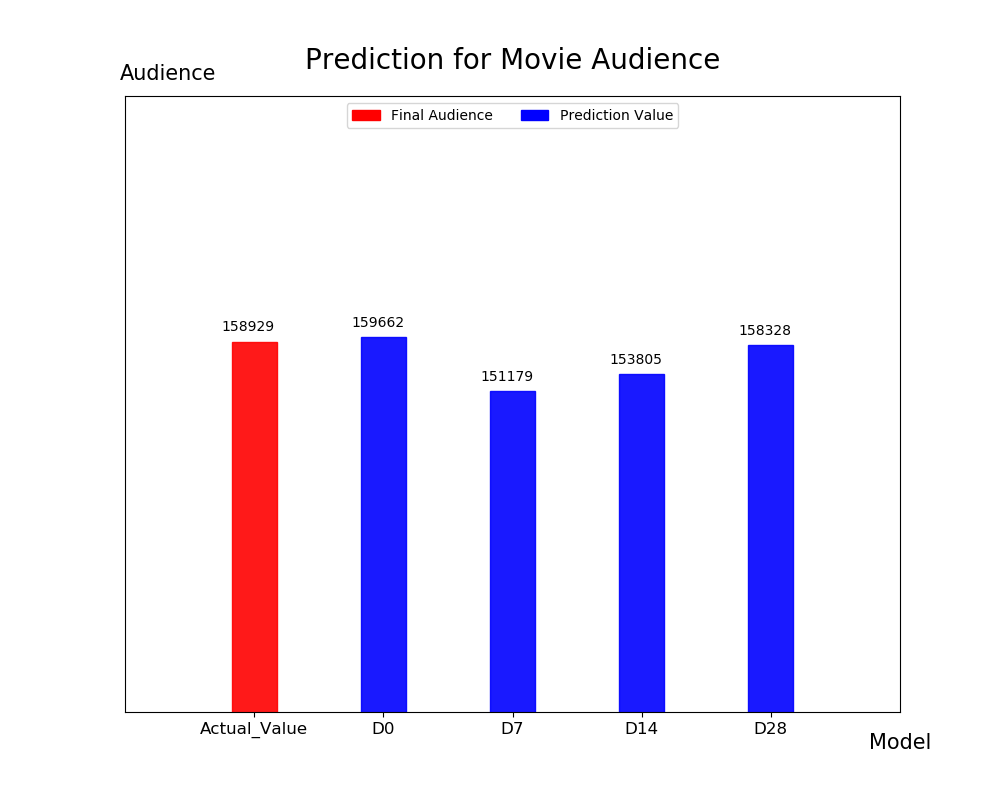 Prediction for Movie Audience
Audience
Final Audience
Prediction Value
158929
159662
151179
153805
158328
Actual_Value
D0
D7
D14
D28
Model